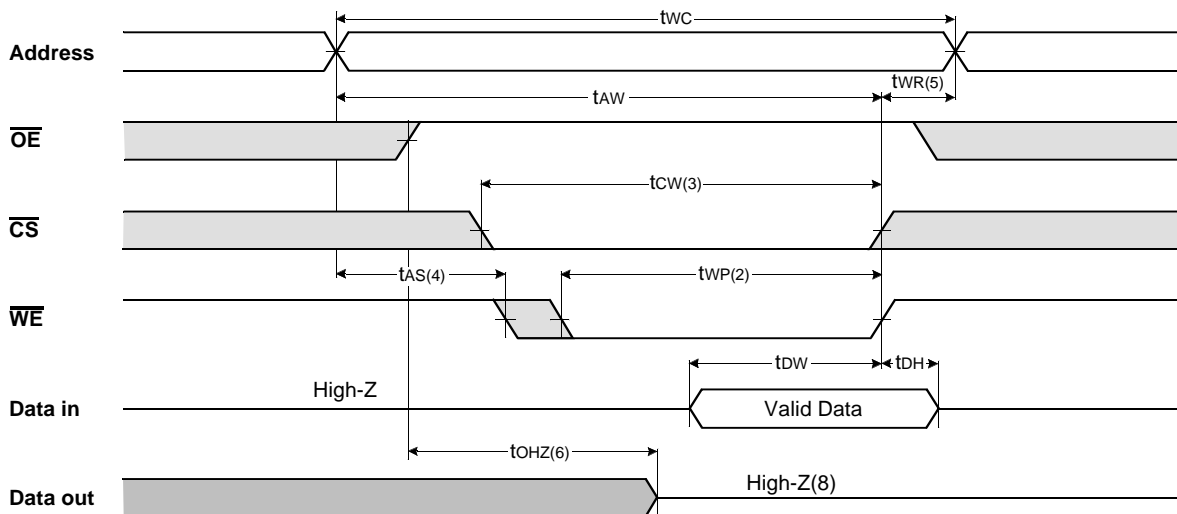 tWC
Address
tAW
tWR(5)
OE
tCW(3)
CS
tAS(4)
tWP(2)
WE
tDW
tDH
High-Z
Data in
Valid Data
tOHZ(6)
High-Z(8)
Data out